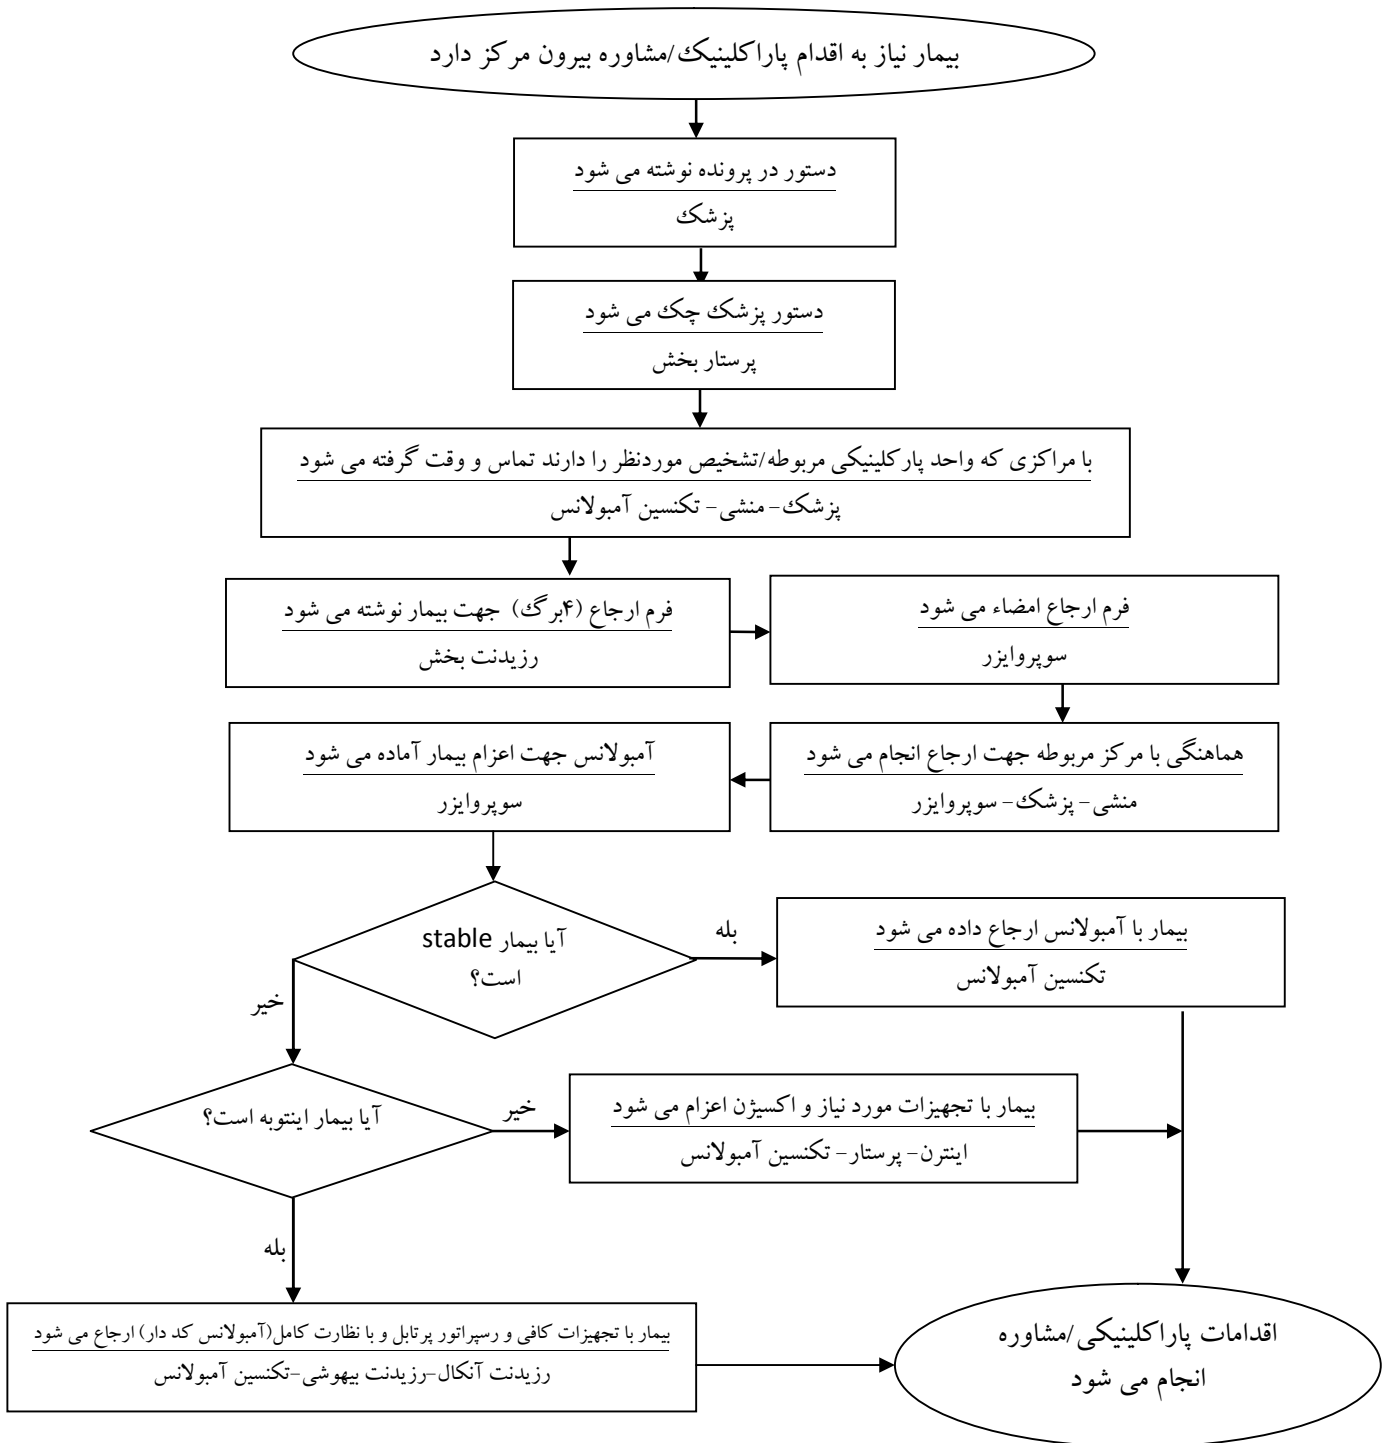 بیمار نیاز به اقدام پاراکلینیک/مشاوره بیرون مرکز دارد
دستور در پرونده نوشته می شود
پزشک
دستور پزشک چک می شود
پرستار بخش
با مراکزی که واحد پارکلینیکی مربوطه/تشخیص موردنظر را دارند تماس و وقت گرفته می شود
پزشک- منشی- تکنسین آمبولانس
فرم ارجاع (۴برگ) جهت بیمار نوشته می شود
رزیدنت بخش
فرم ارجاع امضاء می شود
سوپروایزر
هماهنگی با مرکز مربوطه جهت ارجاع انجام می شود
منشی- پزشک- سوپروایزر
آمبولانس جهت اعزام بیمار آماده می شود
سوپروایزر
آیا بیمار stable
است؟
بله
بیمار با آمبولانس ارجاع داده می شود
تکنسین آمبولانس
خیر
آیا بیمار اینتوبه است؟
خیر
بیمار با تجهیزات مورد نیاز و اکسیژن اعزام می شود
اینترن- پرستار- تکنسین آمبولانس
بله
بیمار با تجهیزات کافی و رسپراتور پرتابل و با نظارت کامل(آمبولانس کد دار) ارجاع می شود
رزیدنت آنکال-رزیدنت بیهوشی-تکنسین آمبولانس
اقدامات پاراکلینیکی/مشاوره
انجام می شود